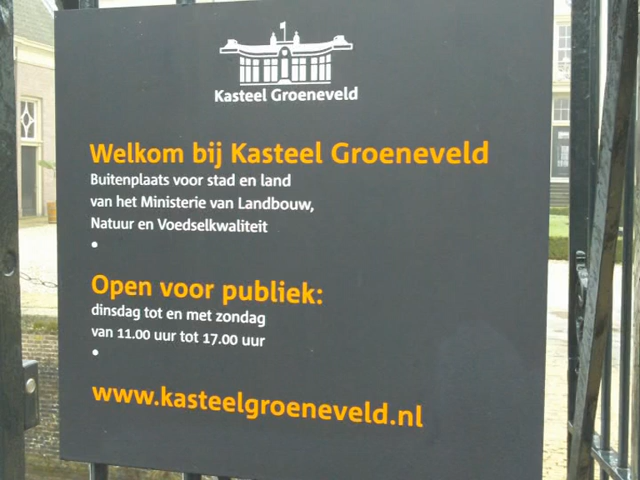 Kasteel Groeneveld
Welkom bij Kasteel Groeneveld
Buitenplaats voor stad en land
van het Ministerie van Landbouw,
Natuur en Voedselkwaliteit
•
Open voor publiek:
dinsdag tot en met zondag
van 11.00 uur tot 17.00 uur
•
www.kasteelgroeneveld.nl